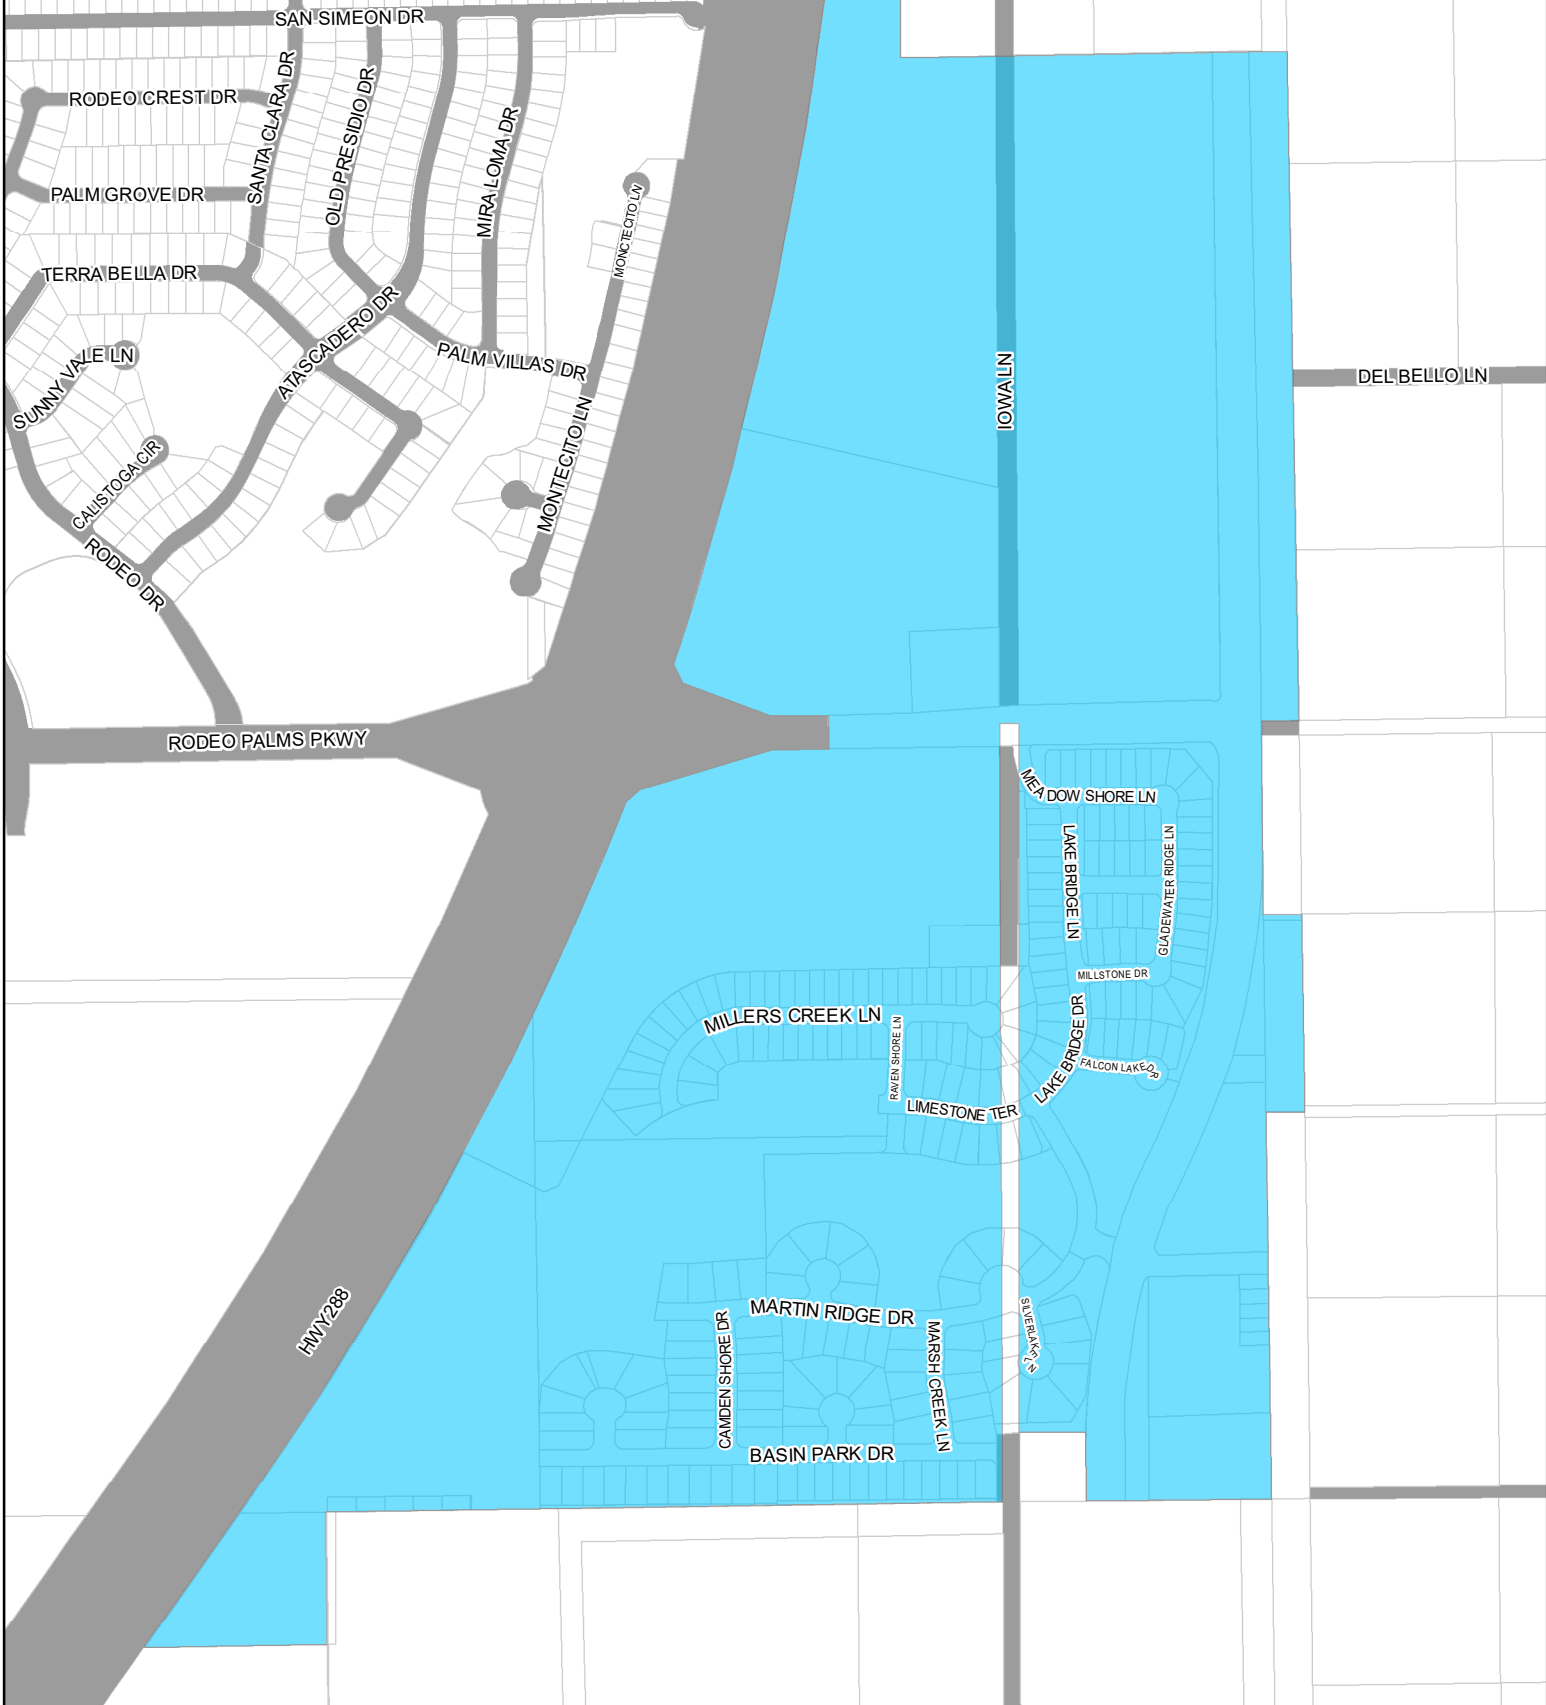 SAN SIMEON DR
RODEO CREST DR
SANTA CLARA DR
OLD PRESIDIO DR
MIRA LOMA DR
PALM GROVE DR
MONCTECITO LN
TERRA BELLA DR
ATASCADERO DR
SUNNY VALE LN
PALM VILLAS DR
IOWA LN
DEL BELLO LN
CALISTOGA CIR
MONTECITO LN
RODEO DR
RODEO PALMS PKWY
MEADOW SHORE LN
LAKE BRIDGE LN
GLADEWATER RIDGE LN
MILLSTONE DR
MILLERS CREEK LN
RAVEN SHORE LN
LAKE BRIDGE DR
FALCON LAKE DR
LIMESTONE TER
HWY 288
MARTIN RIDGE DR
SILVERLAKE LN
CAMDEN SHORE DR
MARSH CREEK LN
BASIN PARK DR